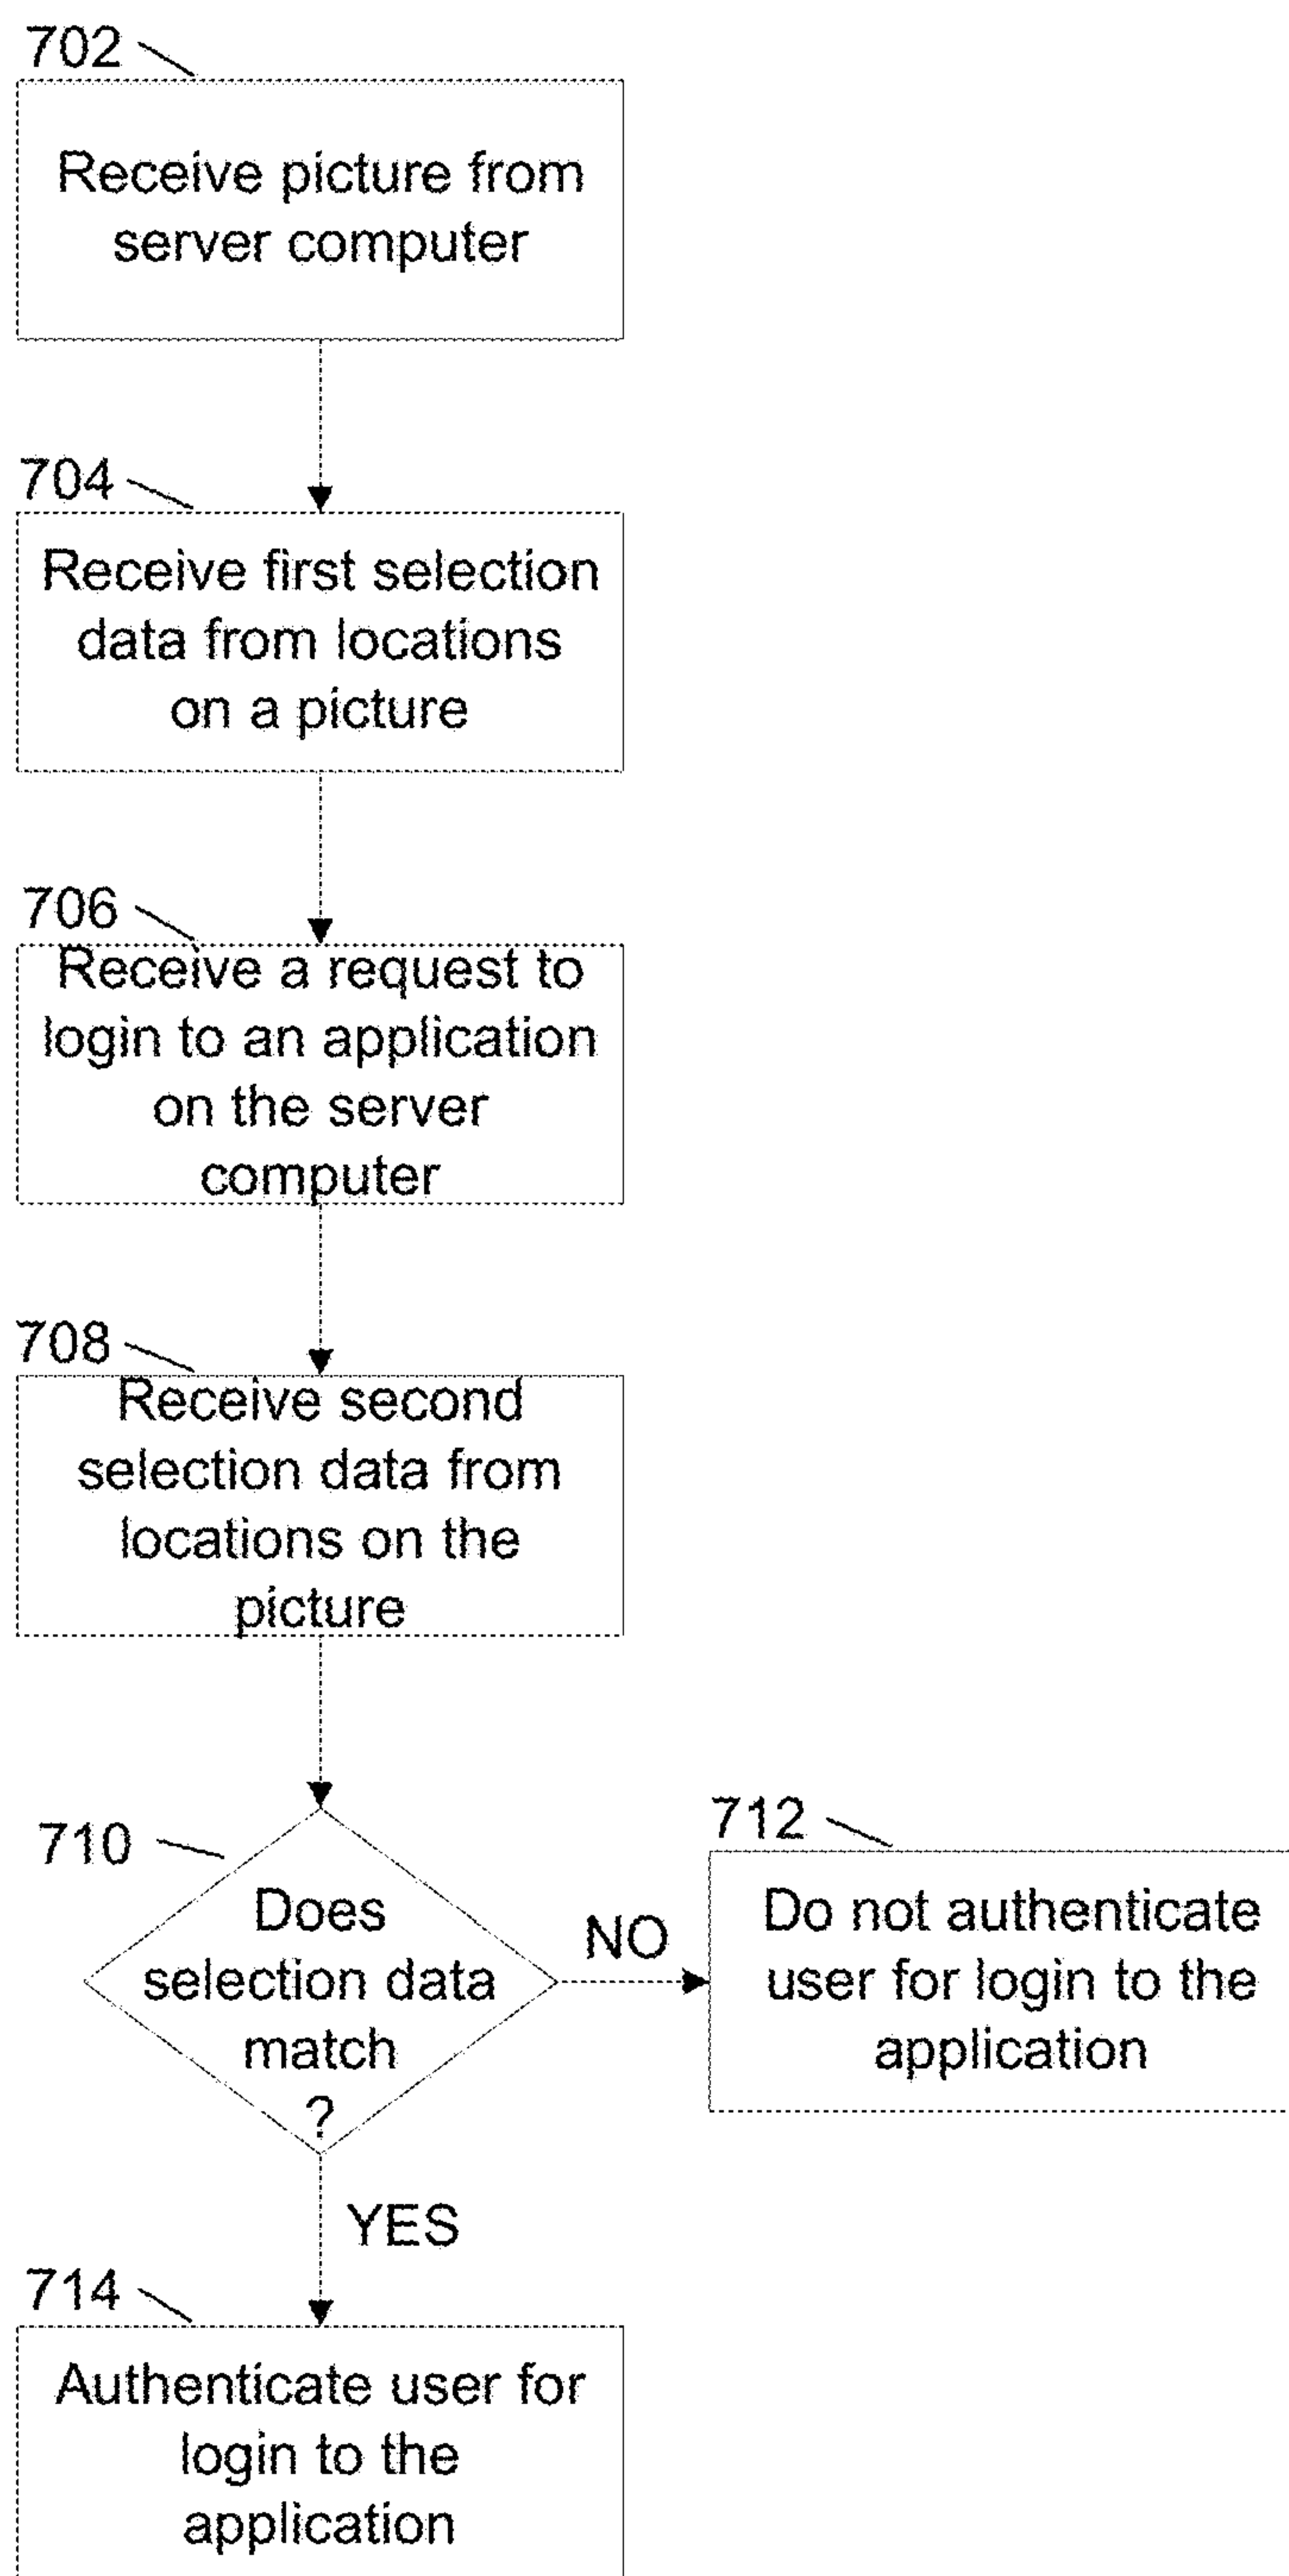 702
Receive picture from
server computer
704
Receive first selection
data from locations
on a picture
706
Receive a request to
login to an application
on the server
computer
708
Receive second
selection data from
locations on the
picture
710
Does
selection data
match
?
NO
712
Do not authenticate
user for login to the
application
YES
714
Authenticate user for
login to the
application